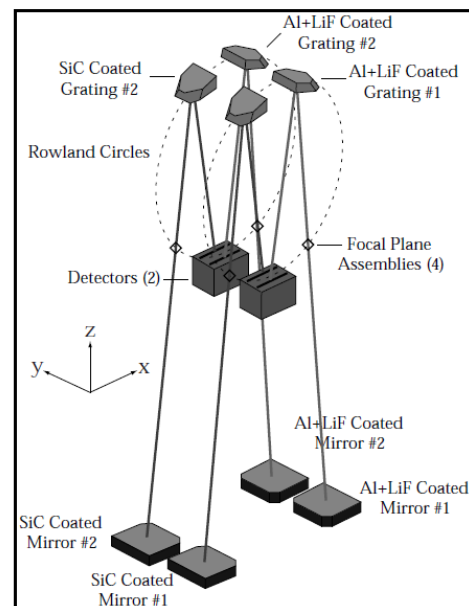 Al+LiF Coated
Grating #2
SiC Coated
Grating #2
Al+LiF Coated
Grating #1
Rowland Circles
Focal Plane
Assemblies (4)
Detectors (2)
z
y
x
Al+LiF Coated
Mirror #2
Al+LiF Coated
Mirror #1
SiC Coated
Mirror #2
SiC Coated
Mirror #1